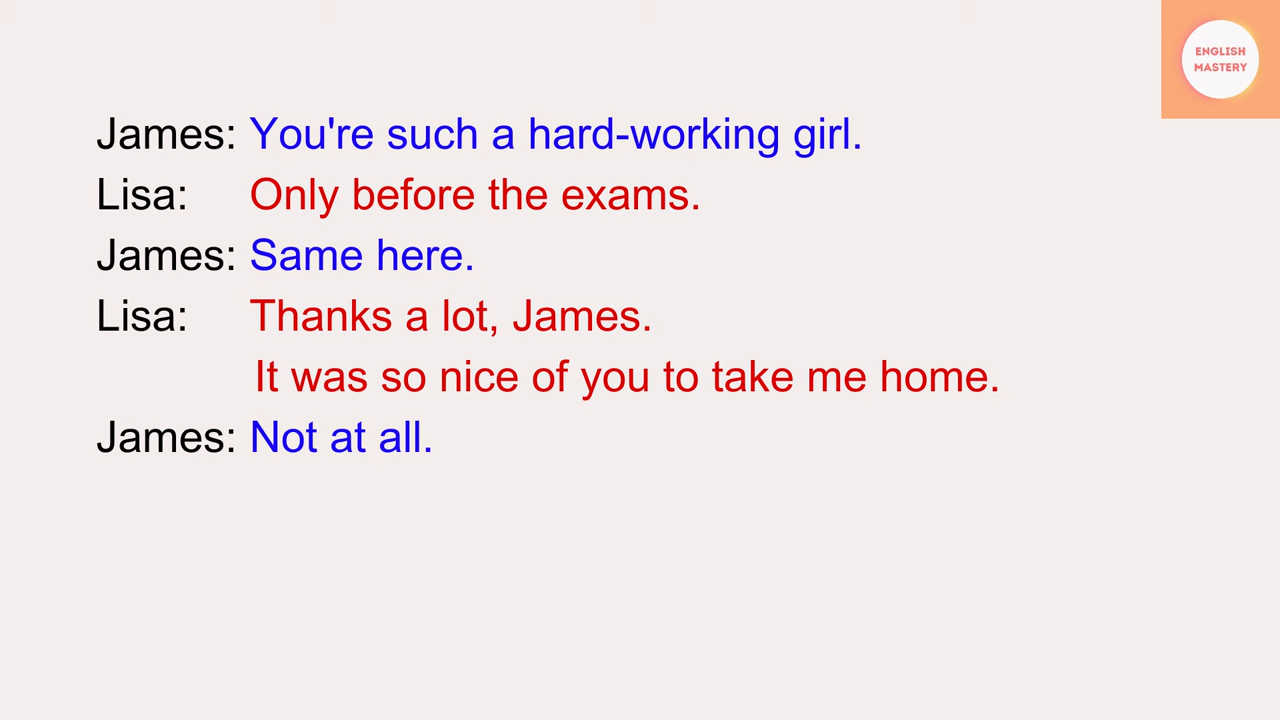 ENGLISH
MASTERY
James: You're such a hard-working girl.
Lisa: Only before the exams.
James: Same here.
Lisa: Thanks a lot, James.
It was so nice of you to take me home.
James: Not at all.